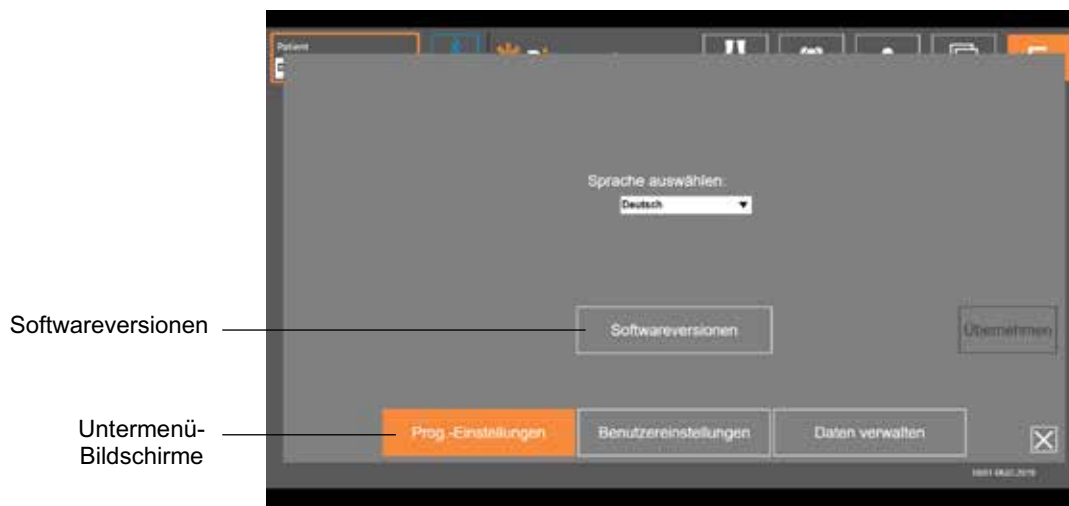 Patient
Sprache auswählen:
Deutsch
Softwareversionen
Softwareversionen
Übernehmen
Untermenü-
Bildschirme
Prog.-Einstellungen
Benutzereinstellungen
Daten verwalten